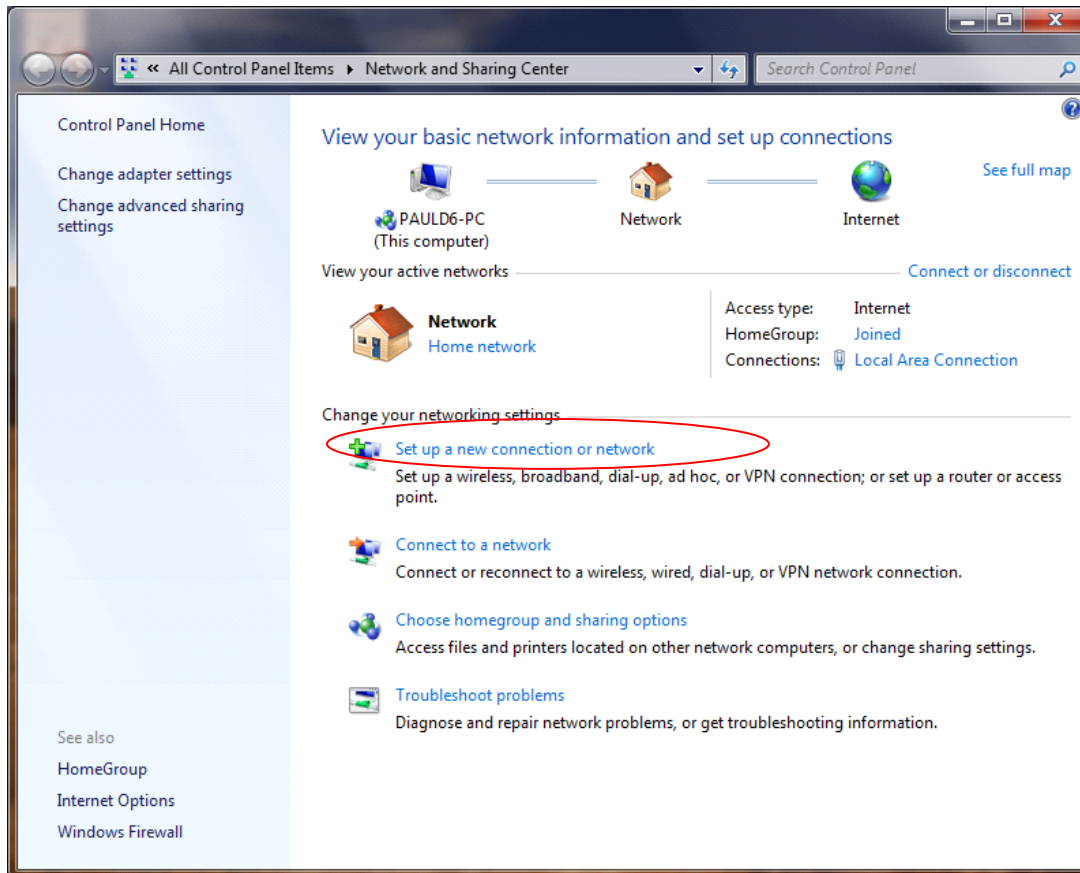 « All Control Panel Items ▸ Network and Sharing Center
Search Control Panel
Control Panel Home
Change adapter settings
Change advanced sharing
settings
See also
HomeGroup
Internet Options
Windows Firewall
View your basic network information and set up connections
See full map
PAULD6-PC
(This computer)
Network
Internet
View your active networks
Connect or disconnect
Network
Home network
Access type: Internet
HomeGroup: Joined
Connections: Local Area Connection
Change your networking settings
Set up a new connection or network
Set up a wireless, broadband, dial-up, ad hoc, or VPN connection; or set up a router or access
point.
Connect to a network
Connect or reconnect to a wireless, wired, dial-up, or VPN network connection.
Choose homegroup and sharing options
Access files and printers located on other network computers, or change sharing settings.
Troubleshoot problems
Diagnose and repair network problems, or get troubleshooting information.